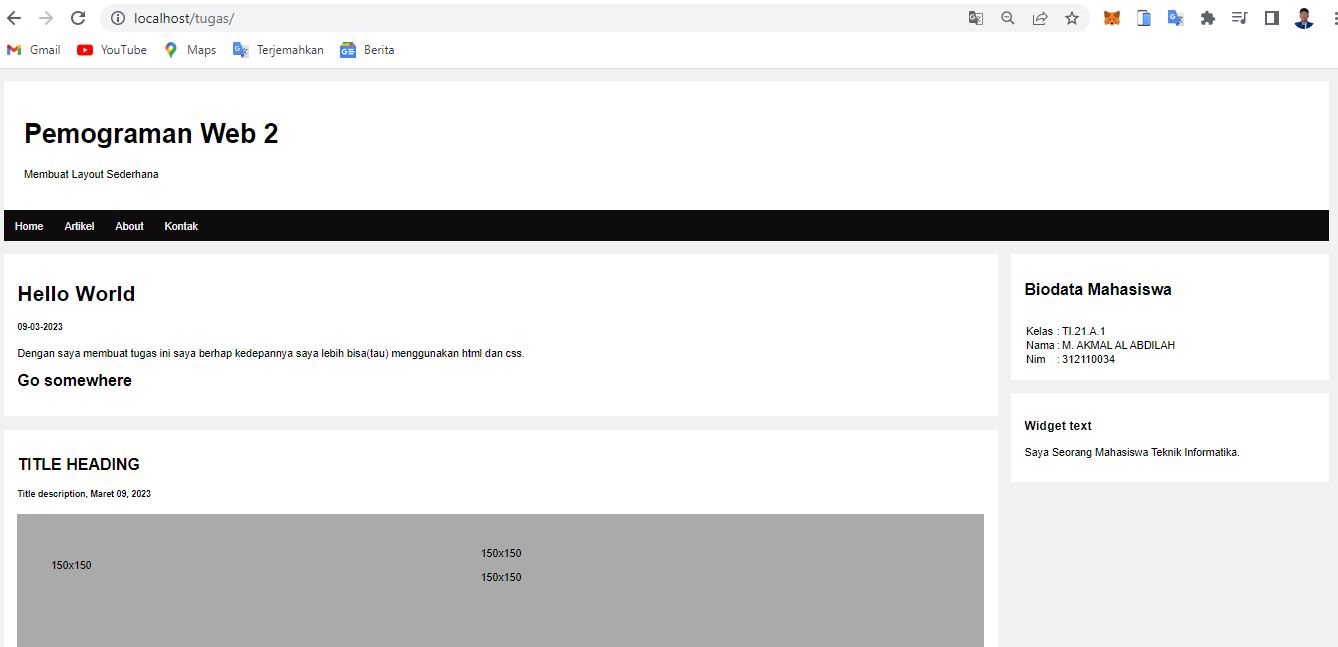 localhost/tugas/
Gmail YouTube Maps Terjemahkan Berita
Pemograman Web 2
Membuat Layout Sederhana
Home Artikel About Kontak
Hello World
09-03-2023
Dengan saya membuat tugas ini saya berhap kedepannya saya lebih bisa(tau) menggunakan html dan css.
Go somewhere
TITLE HEADING
Title description, Maret 09, 2023
150x150
150x150
150x150
Biodata Mahasiswa
Kelas : TI.21.A.1
Nama : M. AKMAL AL ABDILAH
Nim : 312110034
Widget text
Saya Seorang Mahasiswa Teknik Informatika.